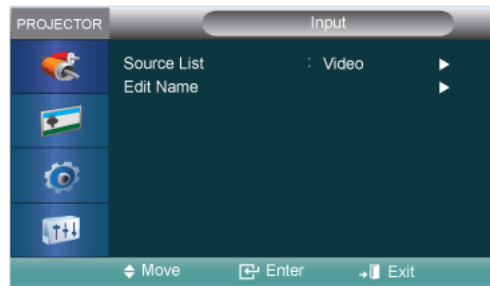 PROJECTOR
Input
Source List : Video
Edit Name
Move Enter Exit